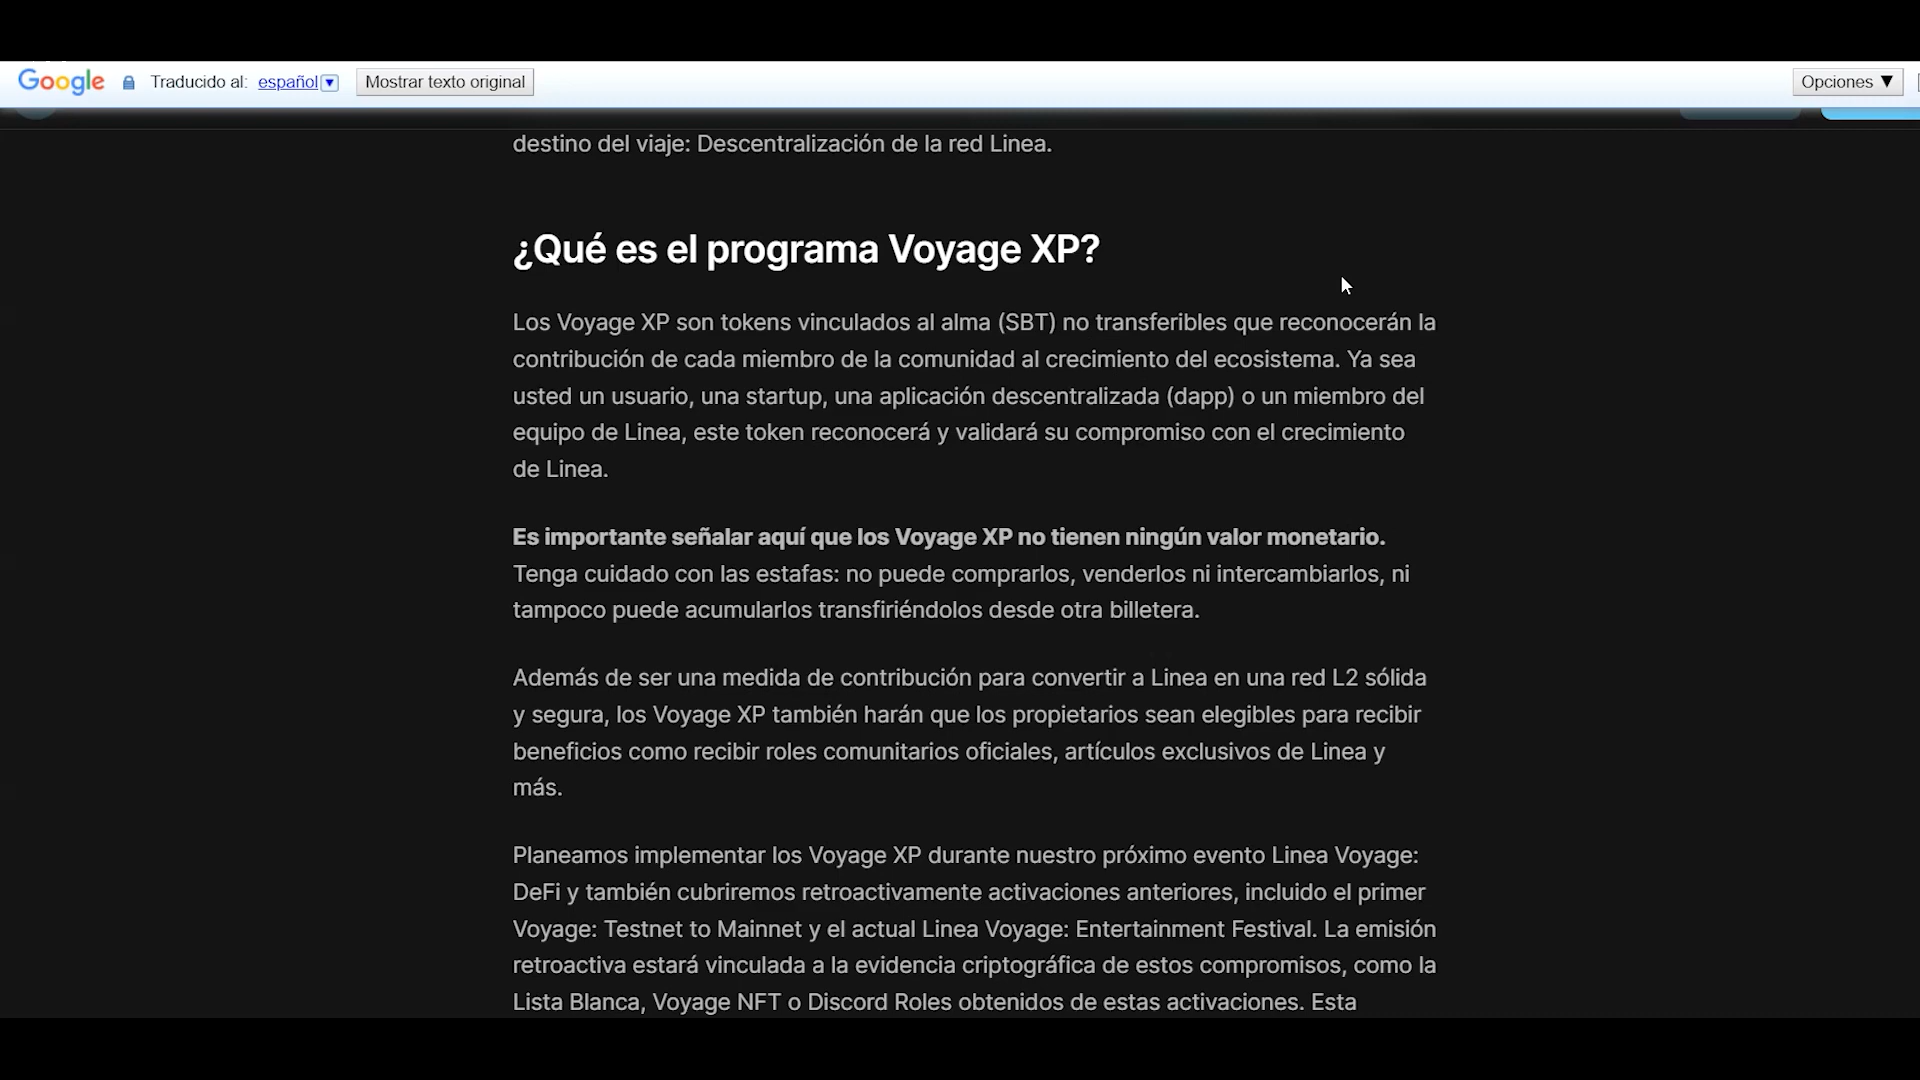 Google Traducido al: español Mostrar texto original Opciones ▼
destino del viaje: Descentralización de la red Linea.
¿Qué es el programa Voyage XP?
Los Voyage XP son tokens vinculados al alma (SBT) no transferibles que reconocerán la
contribución de cada miembro de la comunidad al crecimiento del ecosistema. Ya sea
usted un usuario, una startup, una aplicación descentralizada (dapp) o un miembro del
equipo de Linea, este token reconocerá y validará su compromiso con el crecimiento
de Linea.
Es importante señalar aquí que los Voyage XP no tienen ningún valor monetario.
Tenga cuidado con las estafas: no puede comprarlos, venderlos ni intercambiarlos, ni
tampoco puede acumularlos transfiriéndolos desde otra billetera.
Además de ser una medida de contribución para convertir a Linea en una red L2 sólida
y segura, los Voyage XP también harán que los propietarios sean elegibles para recibir
beneficios como recibir roles comunitarios oficiales, artículos exclusivos de Linea y
más.
Planeamos implementar los Voyage XP durante nuestro próximo evento Linea Voyage:
DeFi y también cubriremos retroactivamente activaciones anteriores, incluido el primer
Voyage: Testnet to Mainnet y el actual Linea Voyage: Entertainment Festival. La emisión
retroactiva estará vinculada a la evidencia criptográfica de estos compromisos, como la
Lista Blanca, Voyage NFT o Discord Roles obtenidos de estas activaciones. Esta